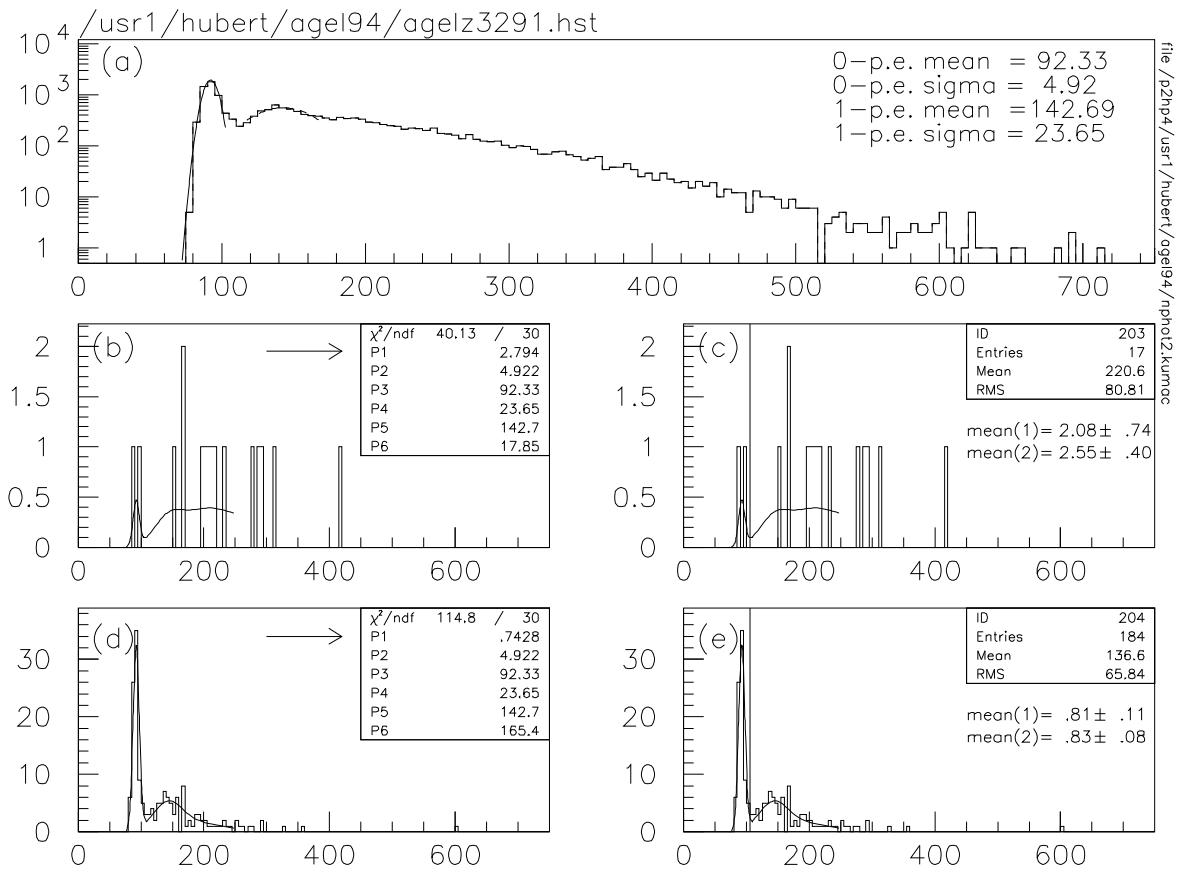 /usr1/hubert/agel94/agelz3291.hst
(a)
0-p.e. mean = 92.33
0-p.e. sigma = 4.92
1-p.e. mean =142.69
1-p.e. sigma = 23.65
10 4
10 3
10 2
10
1
0 100 200 300 400 500 600 700
file /p2hp4/usr1/hubert/agel94/nphot2.kumac
(b)
χ²/ndf 40.13 / 30
P1 2.794
P2 4.922
P3 92.33
P4 23.65
P5 142.7
P6 17.85
2
1.5
1
0.5
0
0 200 400 600
(c)
ID 203
Entries 17
Mean 220.6
RMS 80.81
mean(1)= 2.08± .74
mean(2)= 2.55± .40
2
1.5
1
0.5
0
0 200 400 600
(d)
χ²/ndf 114.8 / 30
P1 .7428
P2 4.922
P3 92.33
P4 23.65
P5 142.7
P6 165.4
30
20
10
0
0 200 400 600
(e)
ID 204
Entries 184
Mean 136.6
RMS 65.84
mean(1)= .81± .11
mean(2)= .83± .08
30
20
10
0
0 200 400 600